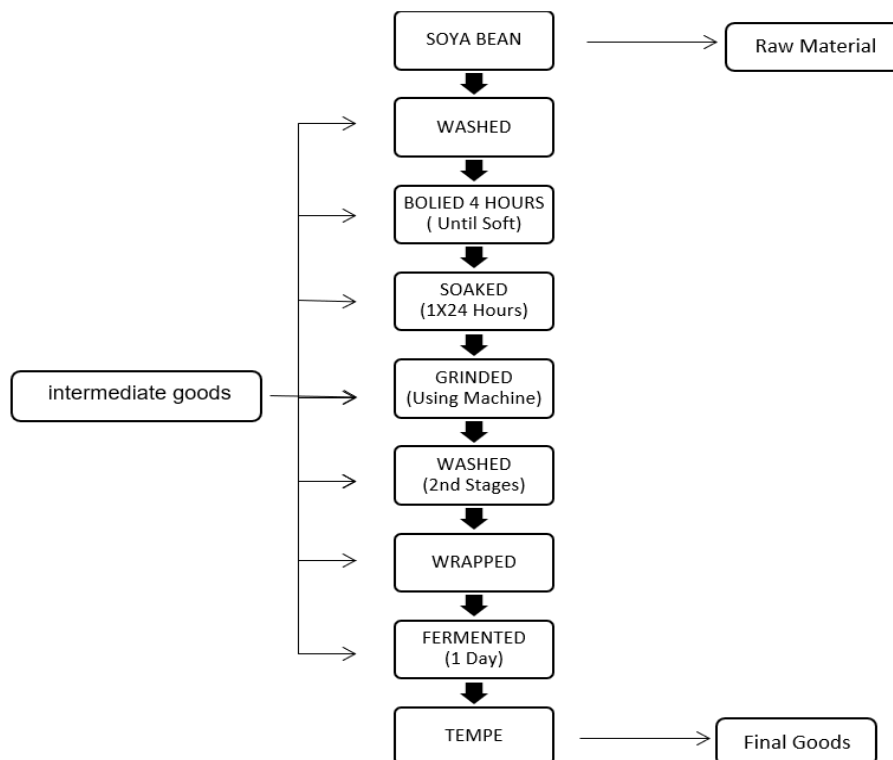 SOYA BEAN
Raw Material
WASHED
BOLIED 4 HOURS
( Until Soft)
SOAKED
(1X24 Hours)
intermediate goods
GRINDED
(Using Machine)
WASHED
(2nd Stages)
WRAPPED
FERMENTED
(1 Day)
TEMPE
Final Goods